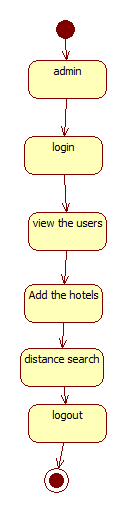 admin
login
view the users
Add the hotels
distance search
logout